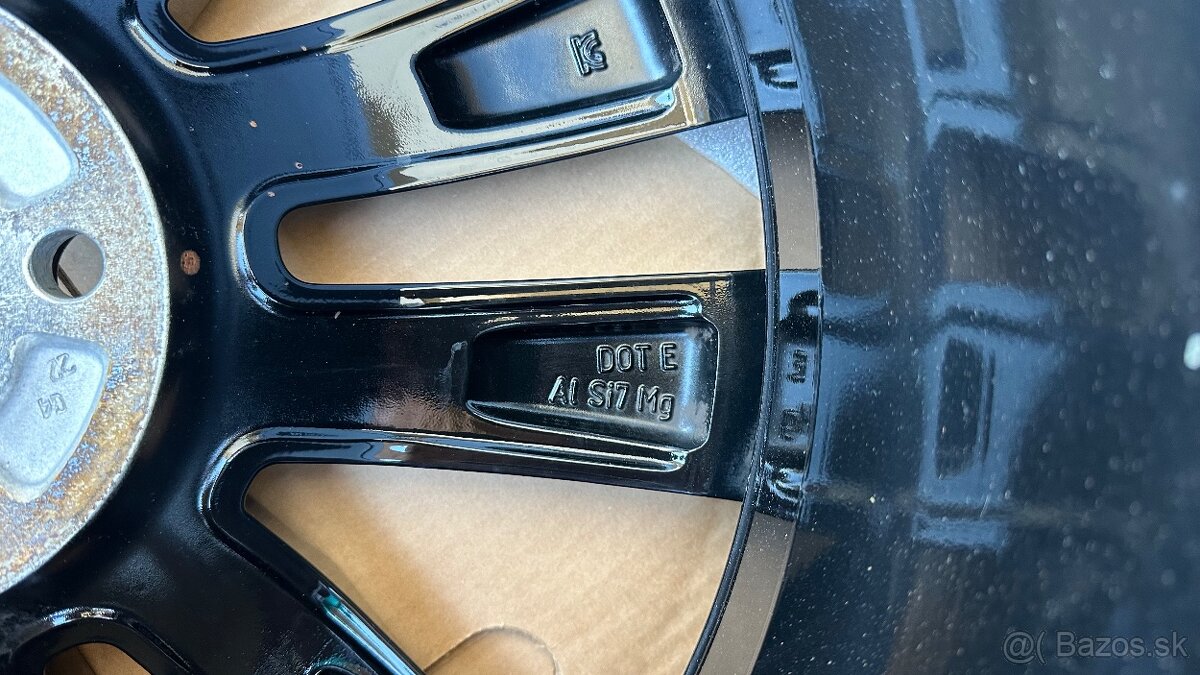 DOT E
Al Si7 Mg
@( Bazos.sk